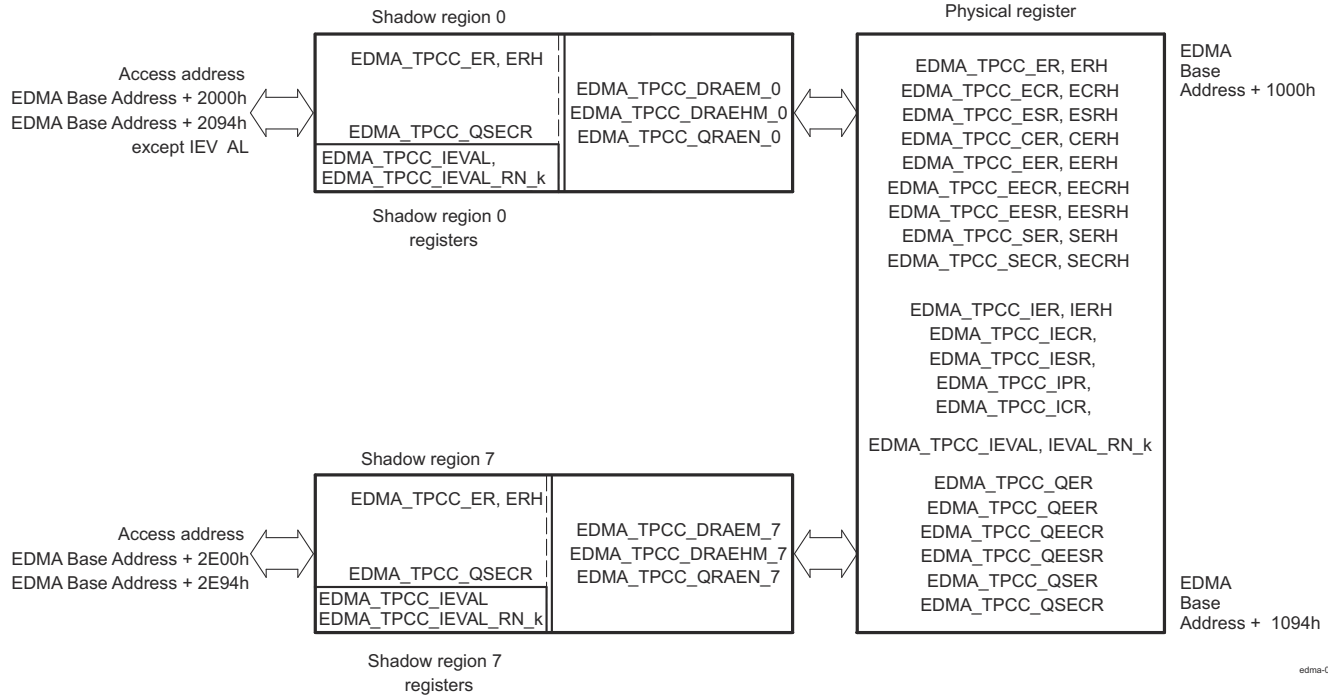 Shadow region 0
Access address
EDMA Base Address + 2000h
EDMA Base Address + 2094h
except IEV AL
EDMA_TPCC_ER, ERH
EDMA_TPCC_QSECR
EDMA_TPCC_IEVAL,
EDMA_TPCC_IEVAL_RN_k
EDMA_TPCC_DRAEM_0
EDMA_TPCC_DRAEHM_0
EDMA_TPCC_QRAEN_0
Shadow region 0
registers
Shadow region 7
Access address
EDMA Base Address + 2E00h
EDMA Base Address + 2E94h
EDMA_TPCC_ER, ERH
EDMA_TPCC_QSECR
EDMA_TPCC_IEVAL
EDMA_TPCC_IEVAL_RN_k
EDMA_TPCC_DRAEM_7
EDMA_TPCC_DRAEHM_7
EDMA_TPCC_QRAEN_7
Shadow region 7
registers
Physical register
EDMA_TPCC_ER, ERH
EDMA_TPCC_ECR, ECRH
EDMA_TPCC_ESR, ESRH
EDMA_TPCC_CER, CERH
EDMA_TPCC_EER, EERH
EDMA_TPCC_EECR, EECRH
EDMA_TPCC_EESR, EESRH
EDMA_TPCC_SER, SERH
EDMA_TPCC_SECR, SECRH
EDMA_TPCC_IER, IERH
EDMA_TPCC_IECR,
EDMA_TPCC_IESR,
EDMA_TPCC_IPR,
EDMA_TPCC_ICR,
EDMA_TPCC_IEVAL, IEVAL_RN_k
EDMA_TPCC_QER
EDMA_TPCC_QEER
EDMA_TPCC_QEECR
EDMA_TPCC_QEESR
EDMA_TPCC_QSER
EDMA_TPCC_QSECR
EDMA
Base
Address + 1000h
EDMA
Base
Address + 1094h